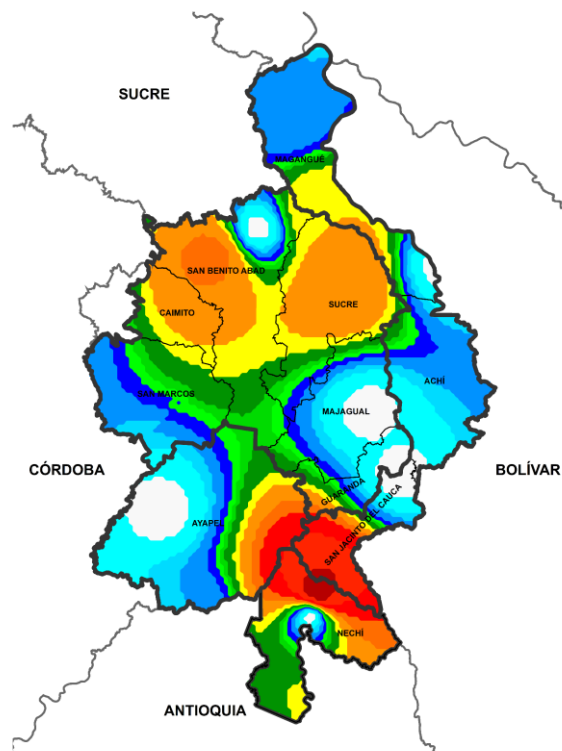 SUCRE
MAGANGUÉ
SAN BENITO ABAD
CAIMITO
SUCRE
ACHÍ
SAN MARCOS
MAJAGUAL
CÓRDOBA
BOLÍVAR
GUARANDA
AYAPEL
SAN JACINTO DEL CAUCA
NECHÍ
ANTIOQUIA